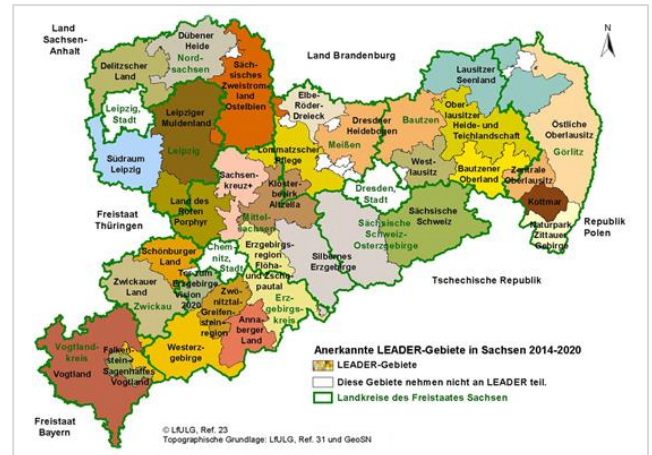 Land
Sachsen-
Anhalt
Dübener
Heide
Nord-
sachsen
Delitzscher
Land
Säch-
sisches
Zweistrome
land
Ostelbien
Land Brandenburg
N
Leipzig,
Stadt
Leipziger
Muldenland
Leipzig
Südraum
Leipzig
Elbe-
Röder-
Dreieck
Dresdner
Heidebogen
Meißen
Lommatzscher
Pflege
Lausitzer
Seenland
Bautzen
Ober
lausitzer
Heide- und
Teichlandschaft
Östliche
Oberlausitz
Görlitz
West-
lausitz
Bautzener
Oberland
Zentrale
Oberlausitz
Kottmar
Naturpark
Zittauer
Gebirge
Republik
Polen
Sachsen-
kreuz+
Kloster-
bezirk
Altzella
Dresden,
Stadt
Land des
Roten
Porphyr
Mittel-
sachsen
Freistaat
Thüringen
Sächsische
Schweiz-
Osterzgebirge
Sächsische
Schweiz
Silbernes
Erzgebirge
Tschechische Republik
Schönburger
Land
Chem-
nitz,
Stadt
Erzgebirgs-
region
Flöha-
und Zscho-
pautal
Zwickauer
Land
Zwickau
Tor zum
Erzgebirge
Vision
2020
Zwö-
nitztal-
Greifen-
stein-
region
Erz-
gebirgs-
kreis
Anna-
berger
Land
Westerz-
gebirge
Vogtland-
kreis
Vogtland
Falken-
stein-
Sagenhaftes
Vogtland
Freistaat
Bayern
Anerkannte LEADER-Gebiete in Sachsen 2014-2020
LEADER-Gebiete
Diese Gebiete nehmen nicht an LEADER teil.
Landkreise des Freistaates Sachsen
© LfULG, Ref. 23
Topographische Grundlage: LfULG, Ref. 31 und GeoSN